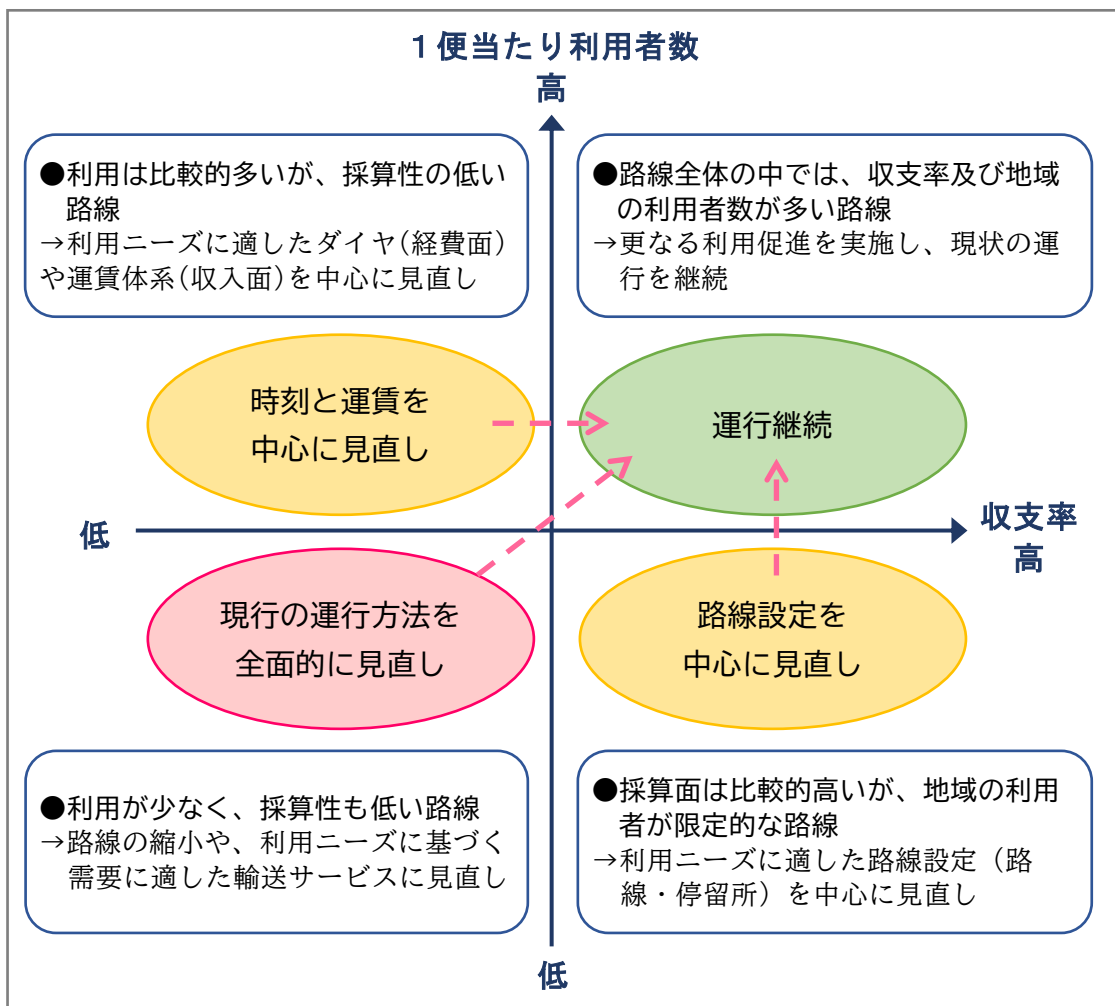 １便当たり利用者数
高
●利用は比較的多いが、採算性の低い
路線
→利用ニーズに適したダイヤ(経費面)
や運賃体系(収入面)を中心に見直し
●路線全体の中では、収支率及び地域
の利用者数が多い路線
→更なる利用促進を実施し、現状の運
行を継続
時刻と運賃を
中心に見直し
運行継続
低
収支率
高
現行の運行方法を
全面的に見直し
路線設定を
中心に見直し
●利用が少なく、採算性も低い路線
→路線の縮小や、利用ニーズに基づく
需要に適した輸送サービスに見直し
●採算面は比較的高いが、地域の利用
者が限定的な路線
→利用ニーズに適した路線設定（路
線・停留所）を中心に見直し
低